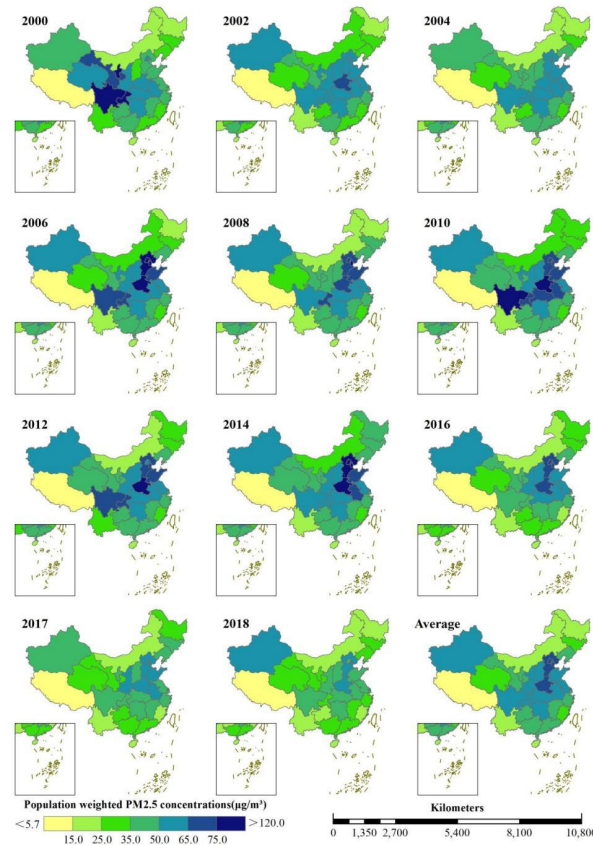 2000 2002 2004
2006 2008 2010
2012 2014 2016
2017 2018 Average
Population weighted PM2.5 concentrations(μg/m³)
<5.7 >120.0
15.0 25.0 35.0 50.0 65.0 75.0
Kilometers
0 1,350 2,700 5,400 8,100 10,800